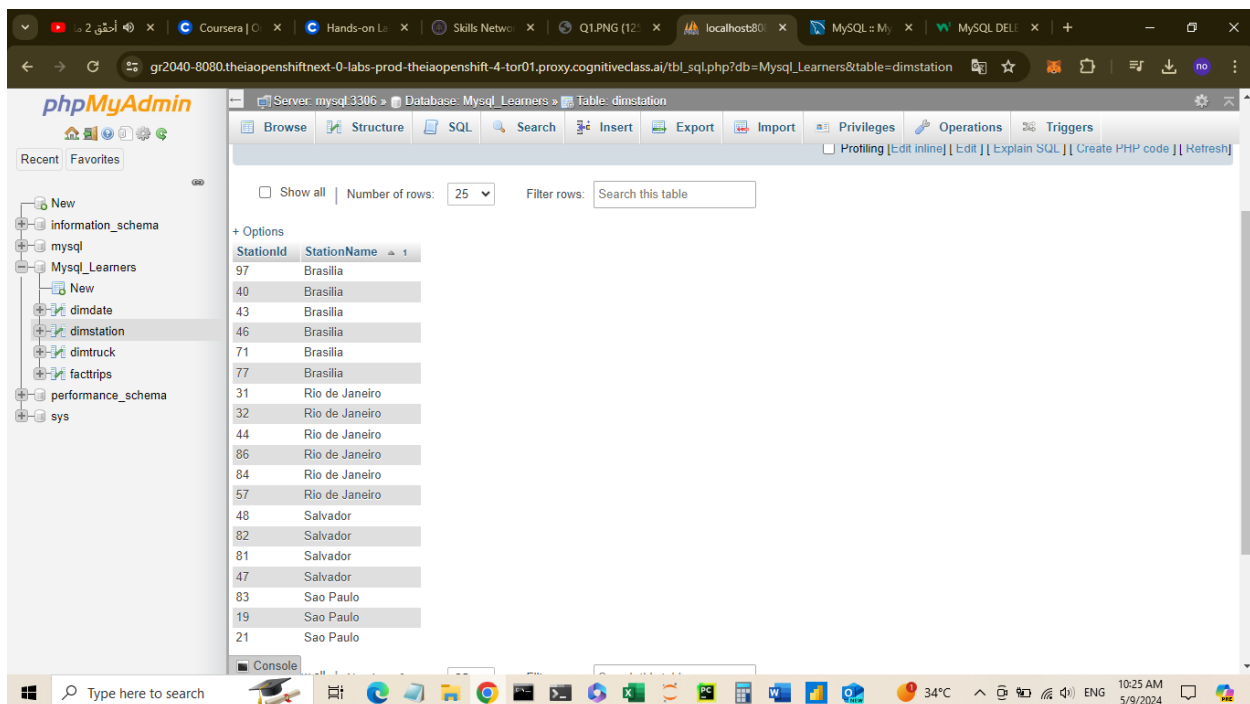 أحقّق 2 ما
Coursera | O
Hands-on La
Skills Networ
Q1.PNG (125
localhost:808
MySQL :: My
MySQL DELE
gr2040-8080.theiaopenshiftnext-0-labs-prod-theiaopenshift-4-tor01.proxy.cognitiveclass.ai/tbl_sql.php?db=Mysql_Learners&table=dimstation
no
phpMyAdmin
Recent Favorites
New
information_schema
mysql
Mysql_Learners
New
dimdate
dimstation
dimtruck
facttrips
performance_schema
sys
Server: mysql:3306 » Database: Mysql_Learners » Table: dimstation
Browse Structure SQL Search Insert Export Import Privileges Operations Triggers
Profiling [Edit inline] [ Edit ] [ Explain SQL ] [ Create PHP code ] [ Refresh]
Show all | Number of rows: 25 Filter rows: Search this table
+ Options
StationId StationName 1
97 Brasilia
40 Brasilia
43 Brasilia
46 Brasilia
71 Brasilia
77 Brasilia
31 Rio de Janeiro
32 Rio de Janeiro
44 Rio de Janeiro
86 Rio de Janeiro
84 Rio de Janeiro
57 Rio de Janeiro
48 Salvador
82 Salvador
81 Salvador
47 Salvador
83 Sao Paulo
19 Sao Paulo
21 Sao Paulo
Console
Type here to search
34°C ENG 10:25 AM
5/9/2024